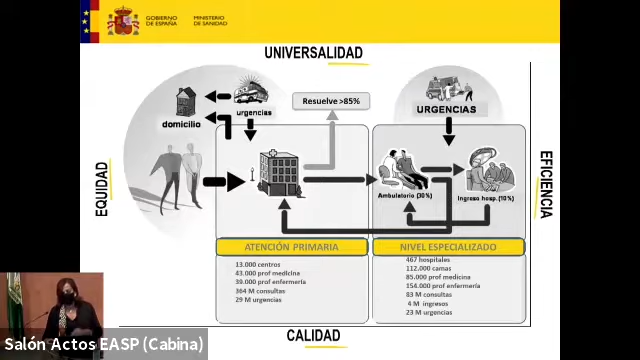 GOBIERNO
DE ESPAÑA
MINISTERIO
DE SANIDAD
UNIVERSALIDAD
urgencias
domicilio
Resuelve >85%
URGENCIAS
EQUIDAD
EFICIENCIA
Ambulatorio (30%)
Ingreso hosp.(10%)
ATENCIÓN PRIMARIA
13.000 centros
43.000 prof medicina
39.000 prof enfermería
364 M consultas
29 M urgencias
NIVEL ESPECIALIZADO
467 hospitales
112.000 camas
85.000 prof medicina
154.000 prof enfermería
83 M consultas
4 M ingresos
23 M urgencias
CALIDAD
Salón Actos EASP (Cabina)